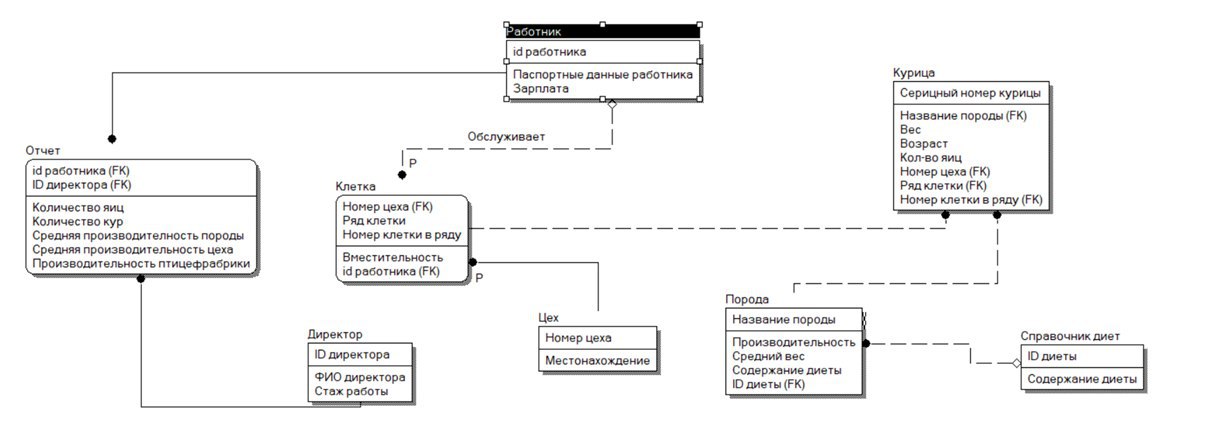 Работник
id работника
Паспортные данные работника
Зарплата
Обслуживает
P
Отчет
id работника (FK)
ID директора (FK)
Количество яиц
Количество кур
Средняя производителность породы
Средняя производительность цеха
Производительность птицефрабрики
Клетка
Номер цеха (FK)
Ряд клетки
Номер клетки в ряду
Вместительность
id работника (FK)
P
Курица
Серицный номер курицы
Название породы (FK)
Вес
Возраст
Кол-во яиц
Номер цеха (FK)
Ряд клетки (FK)
Номер клетки в ряду (FK)
Директор
ID директора
ФИО директора
Стаж работы
Цех
Номер цеха
Местонахождение
Порода
Название породы
Производительность
Средний вес
Содержание диеты
ID диеты (FK)
Справочник диет
ID диеты
Содержание диеты